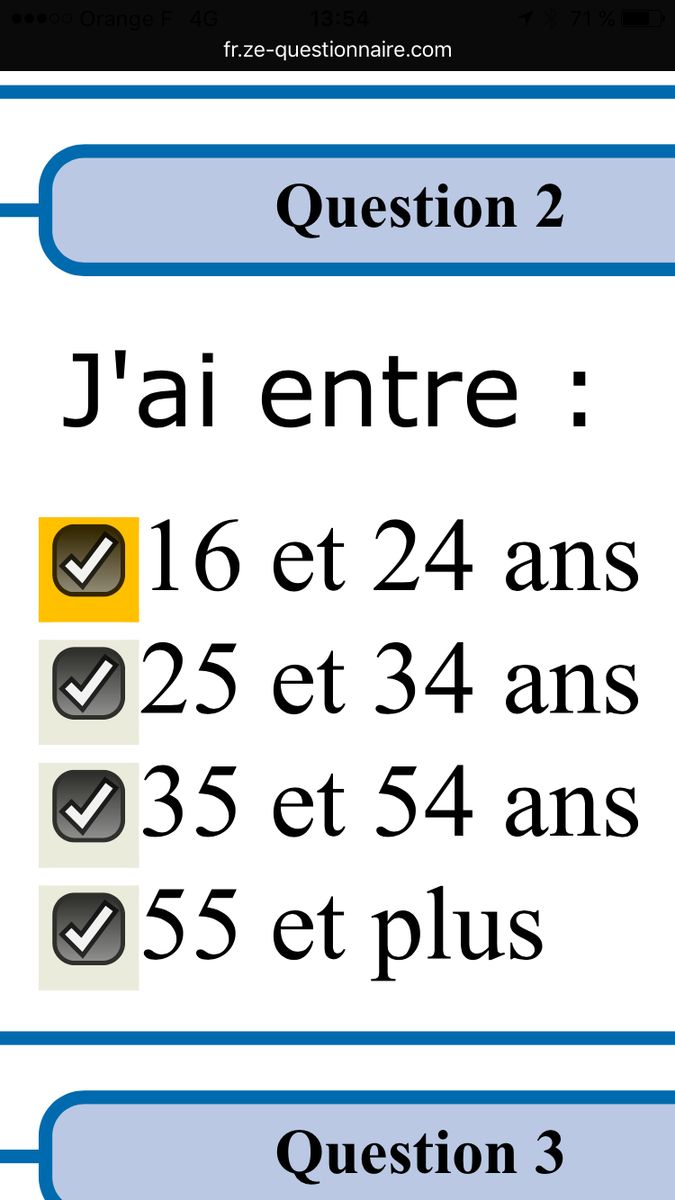 Orange F 4G 13:54 71 %
fr.ze-questionnaire.com
Question 2
J'ai entre :
16 et 24 ans
25 et 34 ans
35 et 54 ans
55 et plus
Question 3